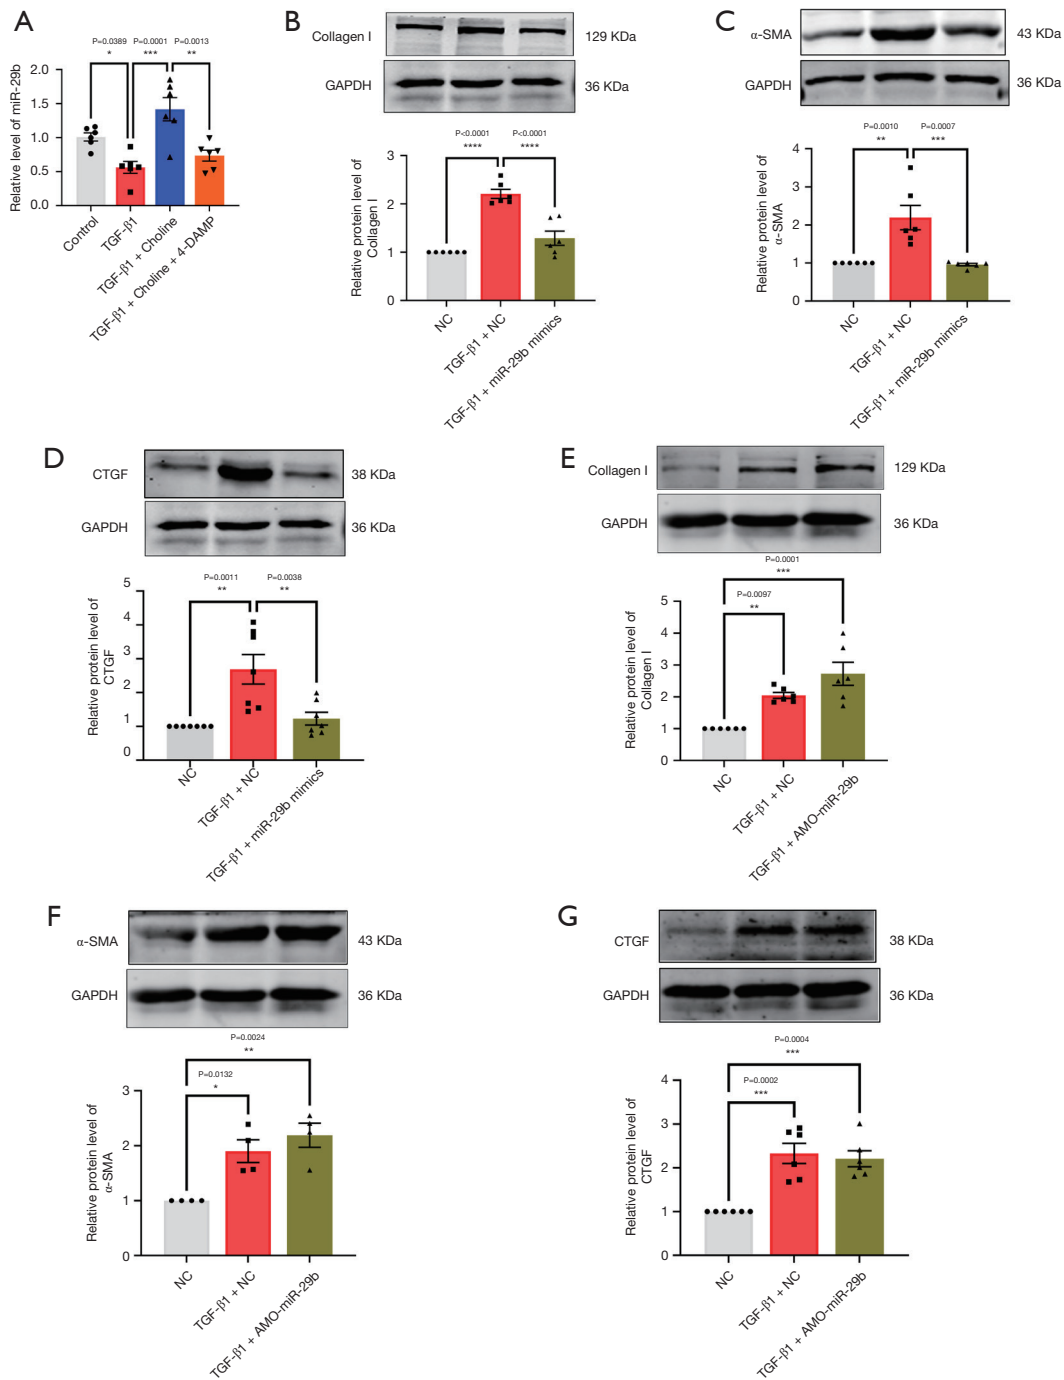 A
P=0.0389 P=0.0001 P=0.0013
* *** **
Relative level of miR-29b
2.0
1.5
1.0
0.5
0.0
Control
TGF-β1
TGF-β1 + Choline
TGF-β1 + Choline + 4-DAMP
B
Collagen I
129 KDa
GAPDH
36 KDa
P<0.0001 P<0.0001
**** ****
Relative protein level of
Collagen I
3
2
1
0
NC
TGF-β1 + NC
TGF-β1 + miR-29b mimics
C
α-SMA
43 KDa
GAPDH
36 KDa
P=0.0010 P=0.0007
** ***
Relative protein level of
α-SMA
4
3
2
1
0
NC
TGF-β1 + NC
TGF-β1 + miR-29b mimics
D
CTGF
38 KDa
GAPDH
36 KDa
P=0.0011 P=0.0038
** **
Relative protein level of
CTGF
5
4
3
2
1
0
NC
TGF-β1 + NC
TGF-β1 + miR-29b mimics
E
Collagen I
129 KDa
GAPDH
36 KDa
P=0.0001
***
P=0.0097
**
Relative protein level of
Collagen I
5
4
3
2
1
0
NC
TGF-β1 + NC
TGF-β1 + AMO-miR-29b
F
α-SMA
43 KDa
GAPDH
36 KDa
P=0.0024
**
P=0.0132
*
Relative protein level of
α-SMA
3
2
1
0
NC
TGF-β1 + NC
TGF-β1 + AMO-miR-29b
G
CTGF
38 KDa
GAPDH
36 KDa
P=0.0004
***
P=0.0002
***
Relative protein level of
CTGF
4
3
2
1
0
NC
TGF-β1 + NC
TGF-β1 + AMO-miR-29b